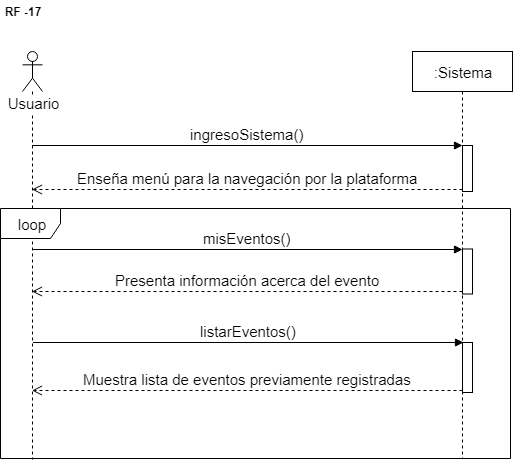 RF -17
Usuario
:Sistema
ingresoSistema()
Enseña menú para la navegación por la plataforma
loop
misEventos()
Presenta información acerca del evento
listarEventos()
Muestra lista de eventos previamente registradas